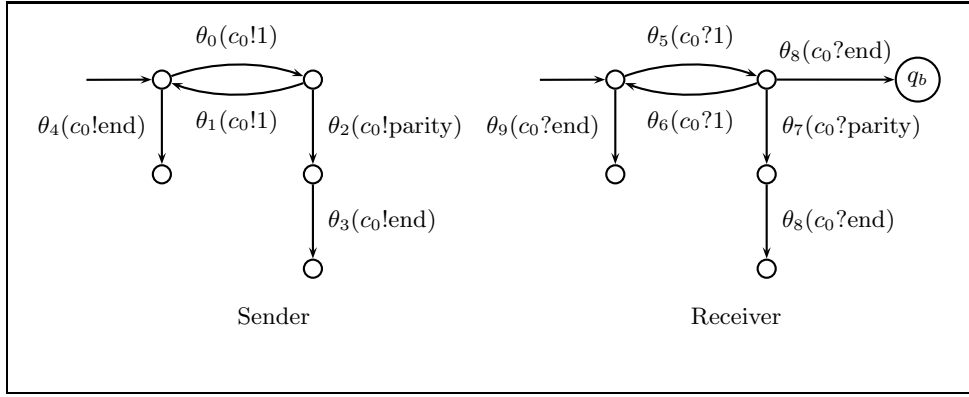 θ₀(c₀!1)
θ₁(c₀!1)
θ₄(c₀!end)
θ₂(c₀!parity)
θ₃(c₀!end)
Sender
θ₅(c₀?1)
θ₈(c₀?end)
q_b
θ₆(c₀?1)
θ₉(c₀?end)
θ₇(c₀?parity)
θ₈(c₀?end)
Receiver